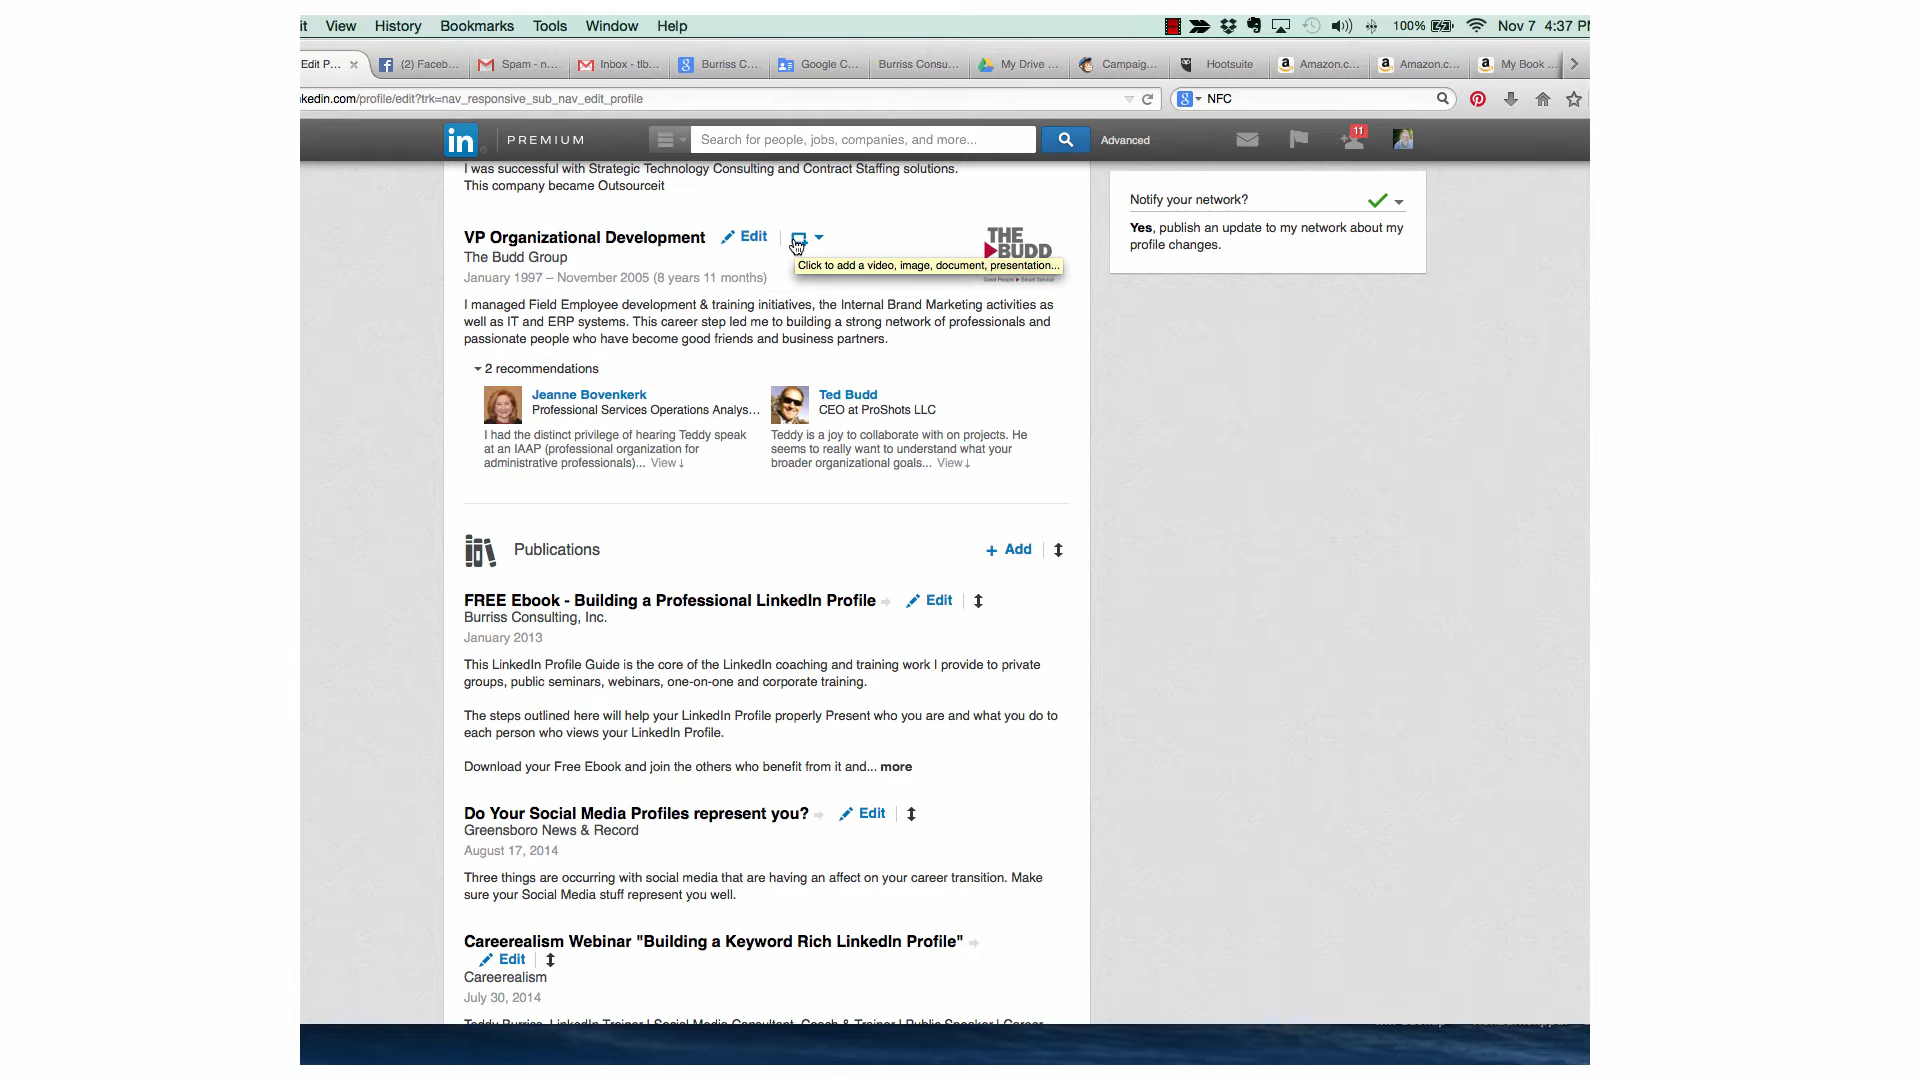 it View History Bookmarks Tools Window Help 100% Nov 7 4:37
Edit P... (2) Faceb... Spam - n... Inbox - tlb... Burriss C... Google C... Burriss Consu... My Drive ... Campaig... Hootsuite Amazon.c... Amazon.c... My Book ...
kedin.com/profile/edit?trk=nav_responsive_sub_nav_edit_profile NFC
in PREMIUM Search for people, jobs, companies, and more... Advanced 11
I was successful with Strategic Technology Consulting and Contract Staffing solutions.
This company became Outsourceit
Notify your network?
Yes, publish an update to my network about my
profile changes.
VP Organizational Development Edit
THE
BUDD
The Budd Group
Click to add a video, image, document, presentation...
January 1997 – November 2005 (8 years 11 months)
Great People Smart Service
I managed Field Employee development & training initiatives, the Internal Brand Marketing activities as
well as IT and ERP systems. This career step led me to building a strong network of professionals and
passionate people who have become good friends and business partners.
2 recommendations
Jeanne Bovenkerk
Professional Services Operations Analys...
I had the distinct privilege of hearing Teddy speak
at an IAAP (professional organization for
administrative professionals)... View↓
Ted Budd
CEO at ProShots LLC
Teddy is a joy to collaborate with on projects. He
seems to really want to understand what your
broader organizational goals... View↓
Publications + Add
FREE Ebook - Building a Professional LinkedIn Profile Edit
Burriss Consulting, Inc.
January 2013
This LinkedIn Profile Guide is the core of the LinkedIn coaching and training work I provide to private
groups, public seminars, webinars, one-on-one and corporate training.
The steps outlined here will help your LinkedIn Profile properly Present who you are and what you do to
each person who views your LinkedIn Profile.
Download your Free Ebook and join the others who benefit from it and... more
Do Your Social Media Profiles represent you? Edit
Greensboro News & Record
August 17, 2014
Three things are occurring with social media that are having an affect on your career transition. Make
sure your Social Media stuff represent you well.
Careerealism Webinar "Building a Keyword Rich LinkedIn Profile"
Edit
Careerealism
July 30, 2014
Teddy Burriss, LinkedIn Trainer | Social Media Consultant, Coach & Trainer | Public Speaker | Career